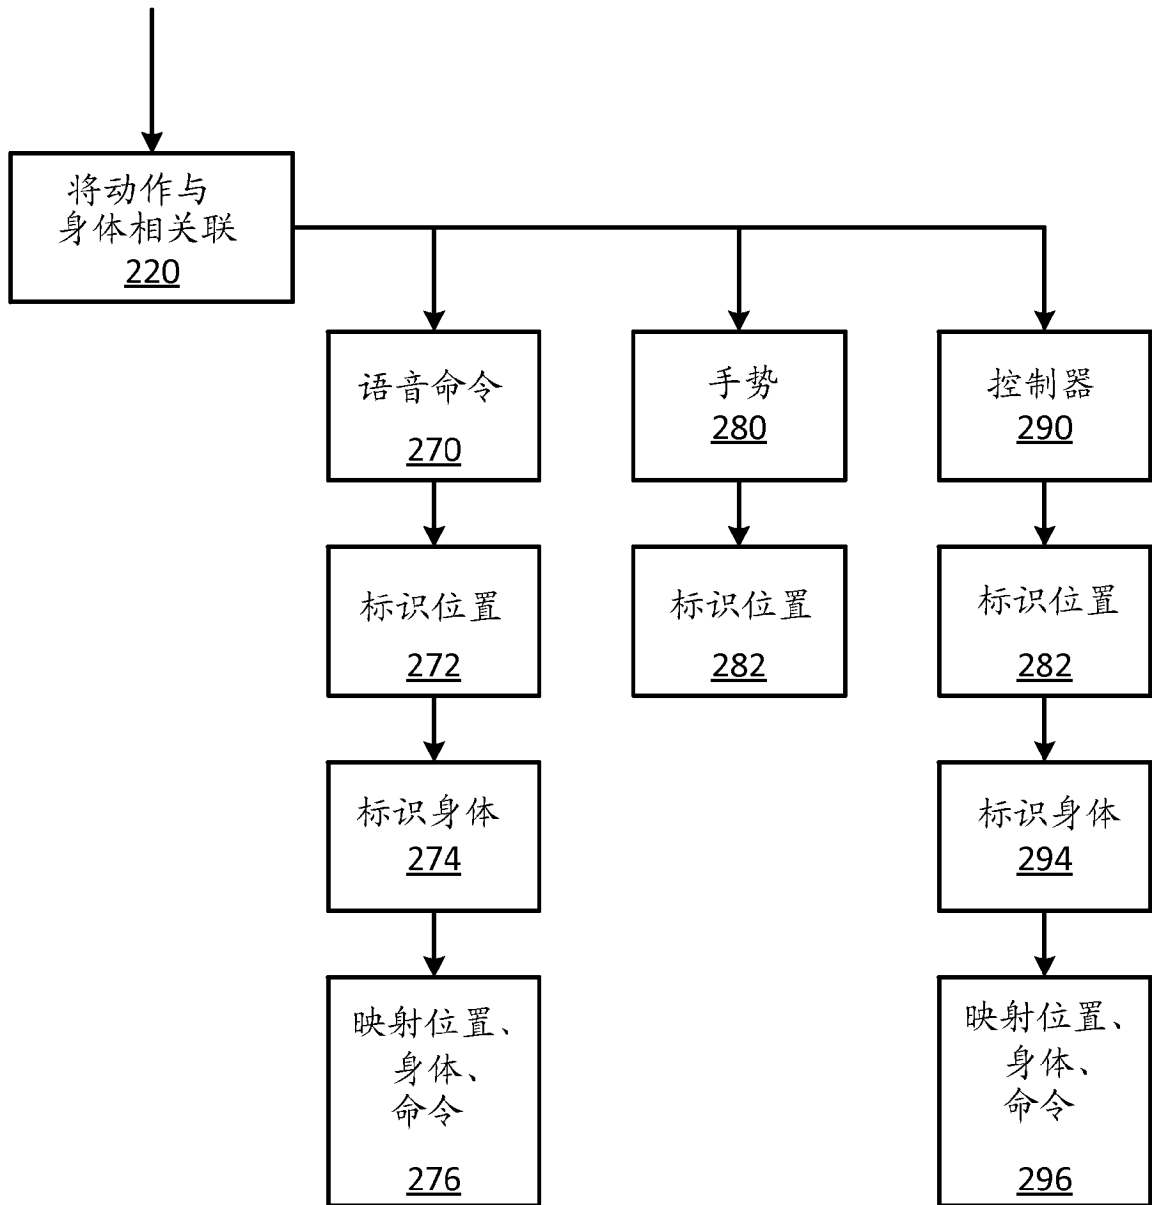 将动作与
身体相关联
220
语音命令
270
手势
280
控制器
290
标识位置
272
标识位置
282
标识位置
282
标识身体
274
标识身体
294
映射位置、
身体、
命令
276
映射位置、
身体、
命令
296